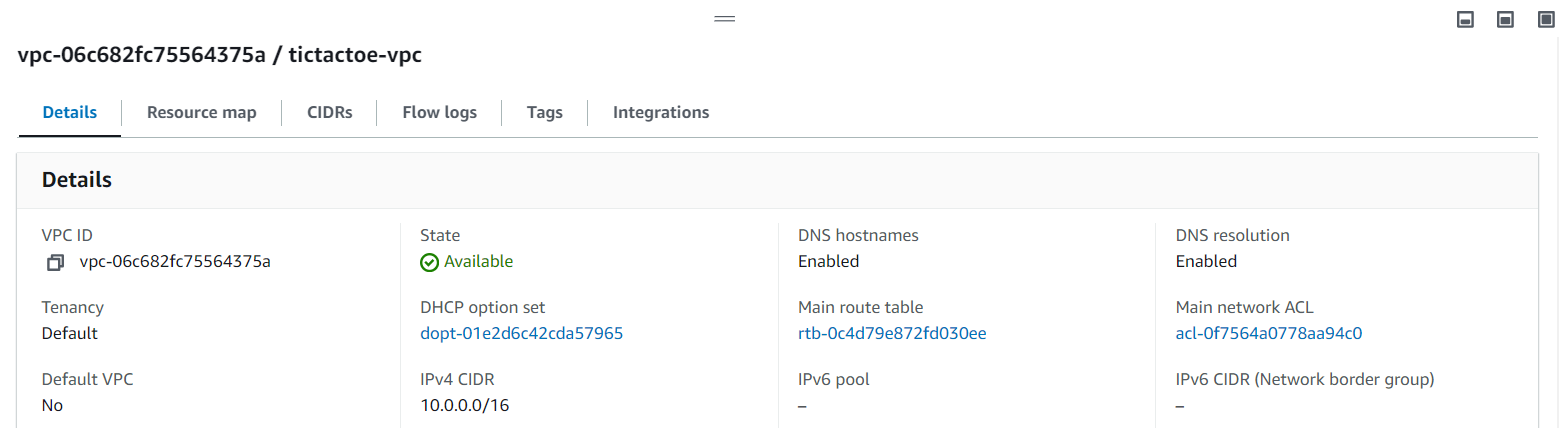 vpc-06c682fc75564375a / tictactoe-vpc
Details
Resource map
CIDRs
Flow logs
Tags
Integrations
Details
VPC ID
vpc-06c682fc75564375a
State
Available
DNS hostnames
Enabled
DNS resolution
Enabled
Tenancy
Default
DHCP option set
dopt-01e2d6c42cda57965
Main route table
rtb-0c4d79e872fd030ee
Main network ACL
acl-0f7564a0778aa94c0
Default VPC
No
IPv4 CIDR
10.0.0.0/16
IPv6 pool
–
IPv6 CIDR (Network border group)
–